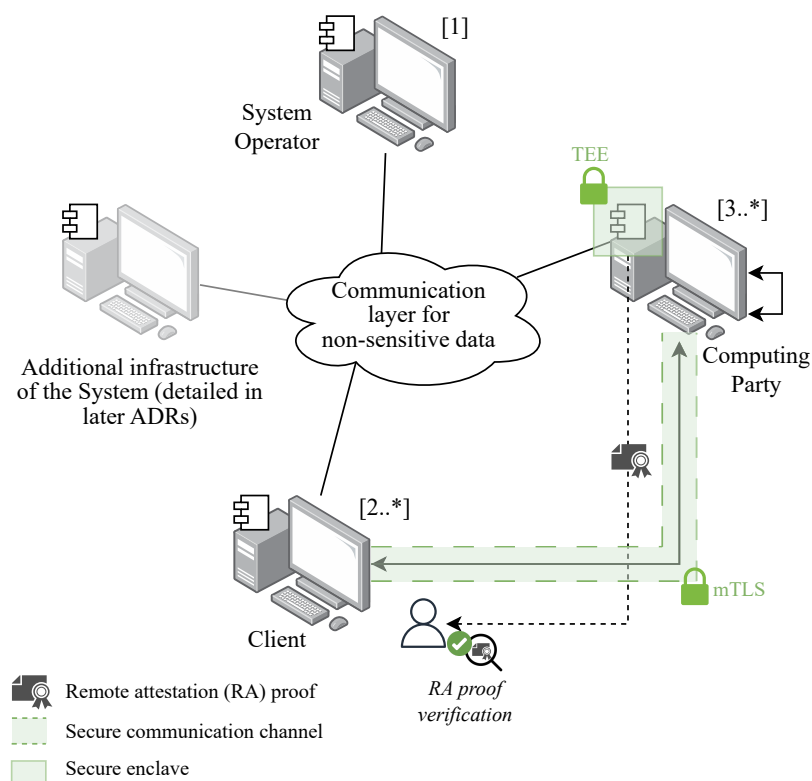 [1]
System
Operator
TEE
[3..*]
Communication
layer for
non-sensitive data
Computing
Party
Additional infrastructure
of the System (detailed in
later ADRs)
[2..*]
mTLS
Client
RA proof
verification
Remote attestation (RA) proof
Secure communication channel
Secure enclave